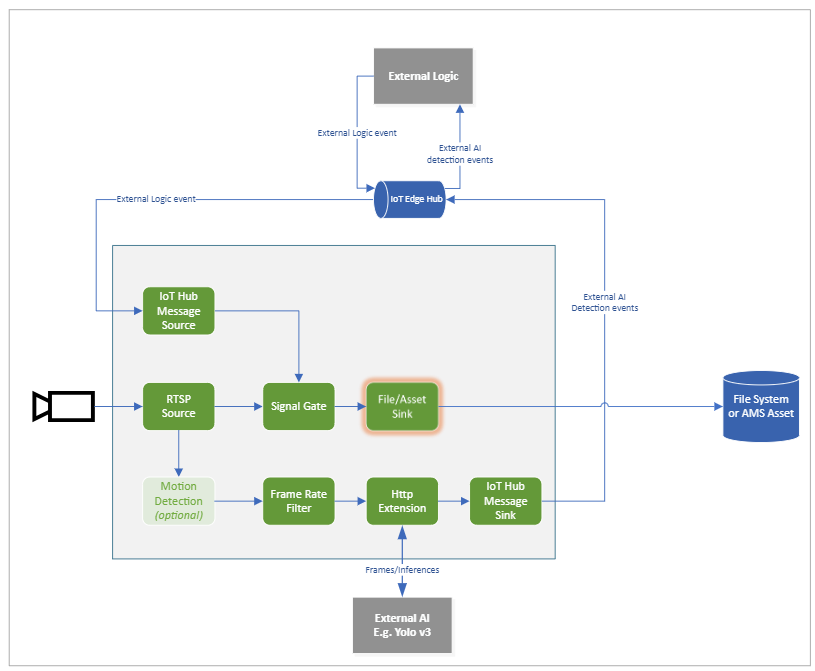 External Logic
External Logic event
External AI
detection events
IoT Edge Hub
External Logic event
IoT Hub
Message
Source
External AI
Detection events
RTSP
Source
Signal Gate
File/Asset
Sink
File System
or AMS Asset
Motion
Detection
(optional)
Frame Rate
Filter
Http
Extension
IoT Hub
Message
Sink
Frames/Inferences
External AI
E.g. Yolo v3